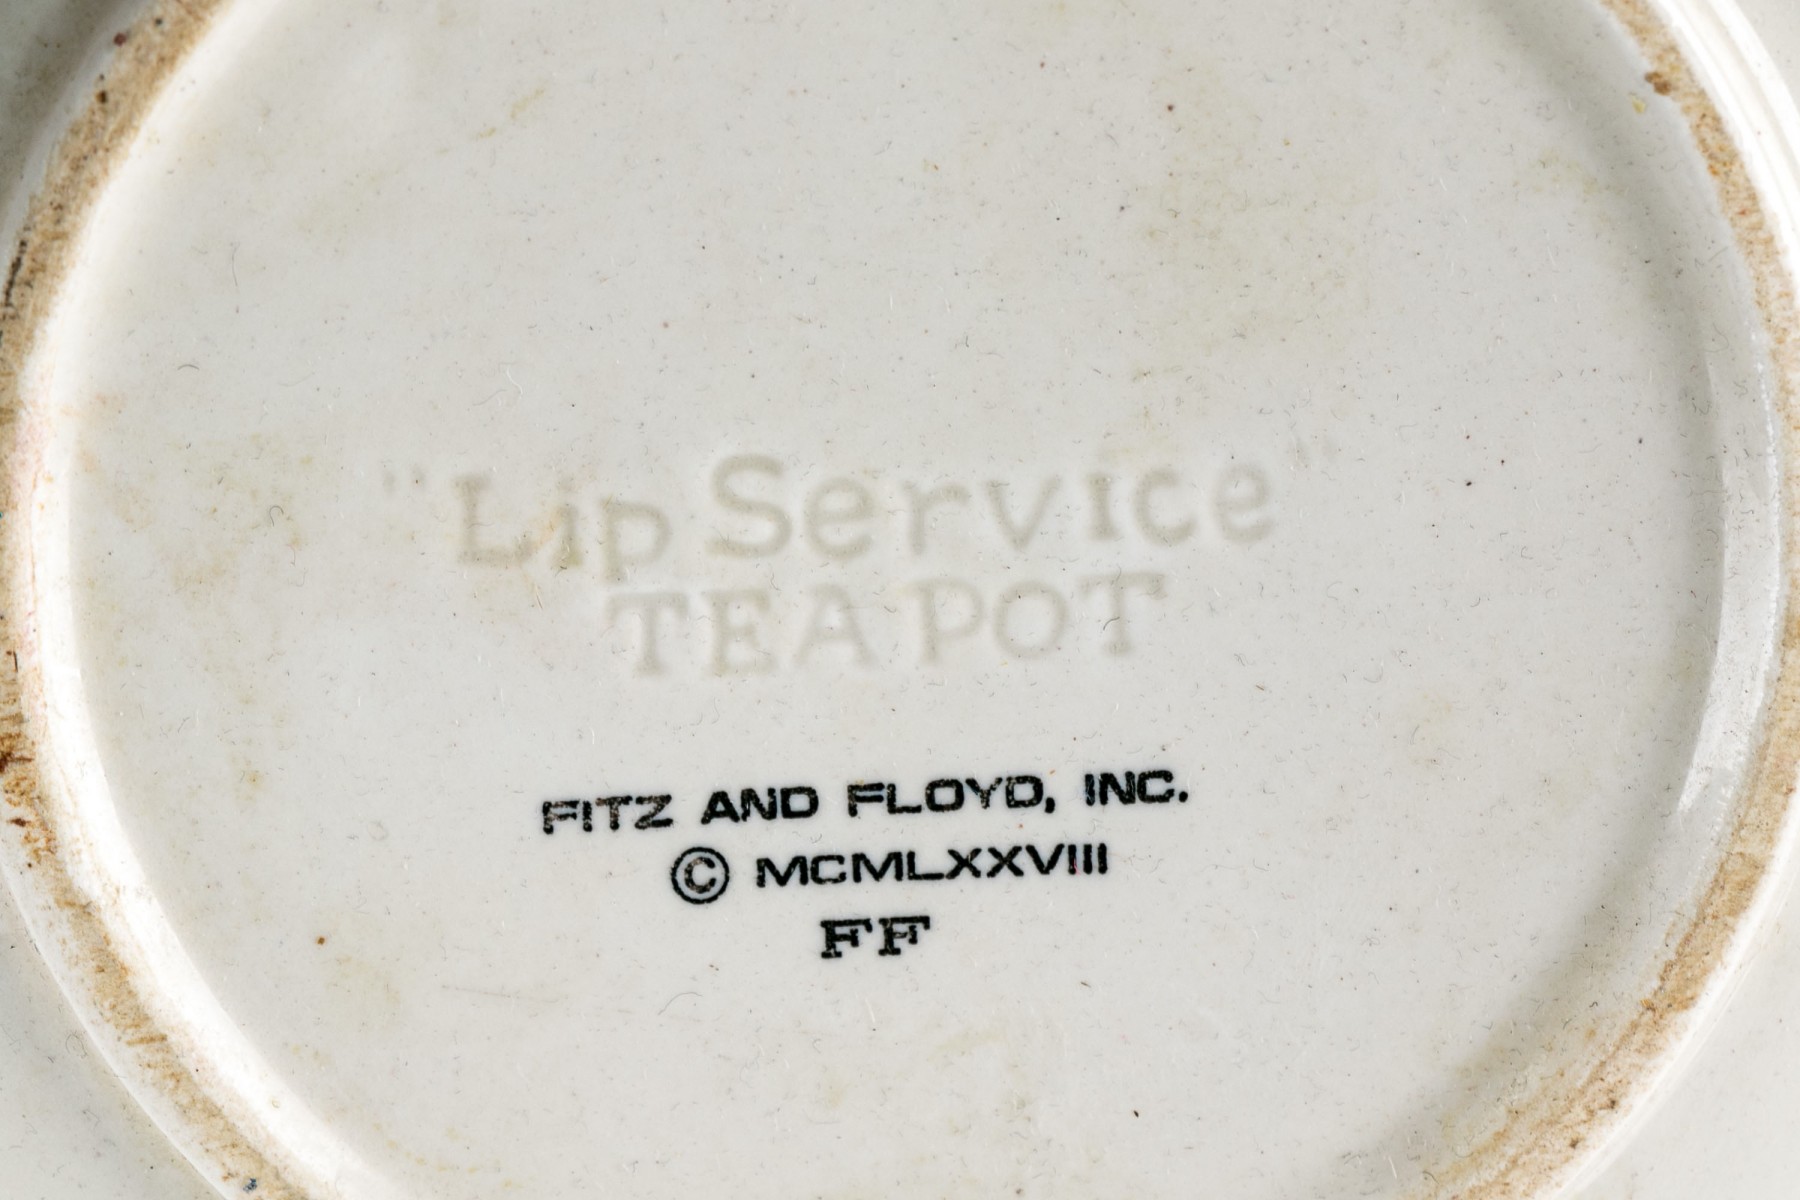 "Lip Service"
TEAPOT
FITZ AND FLOYD, INC.
© MCMLXXVIII
FF